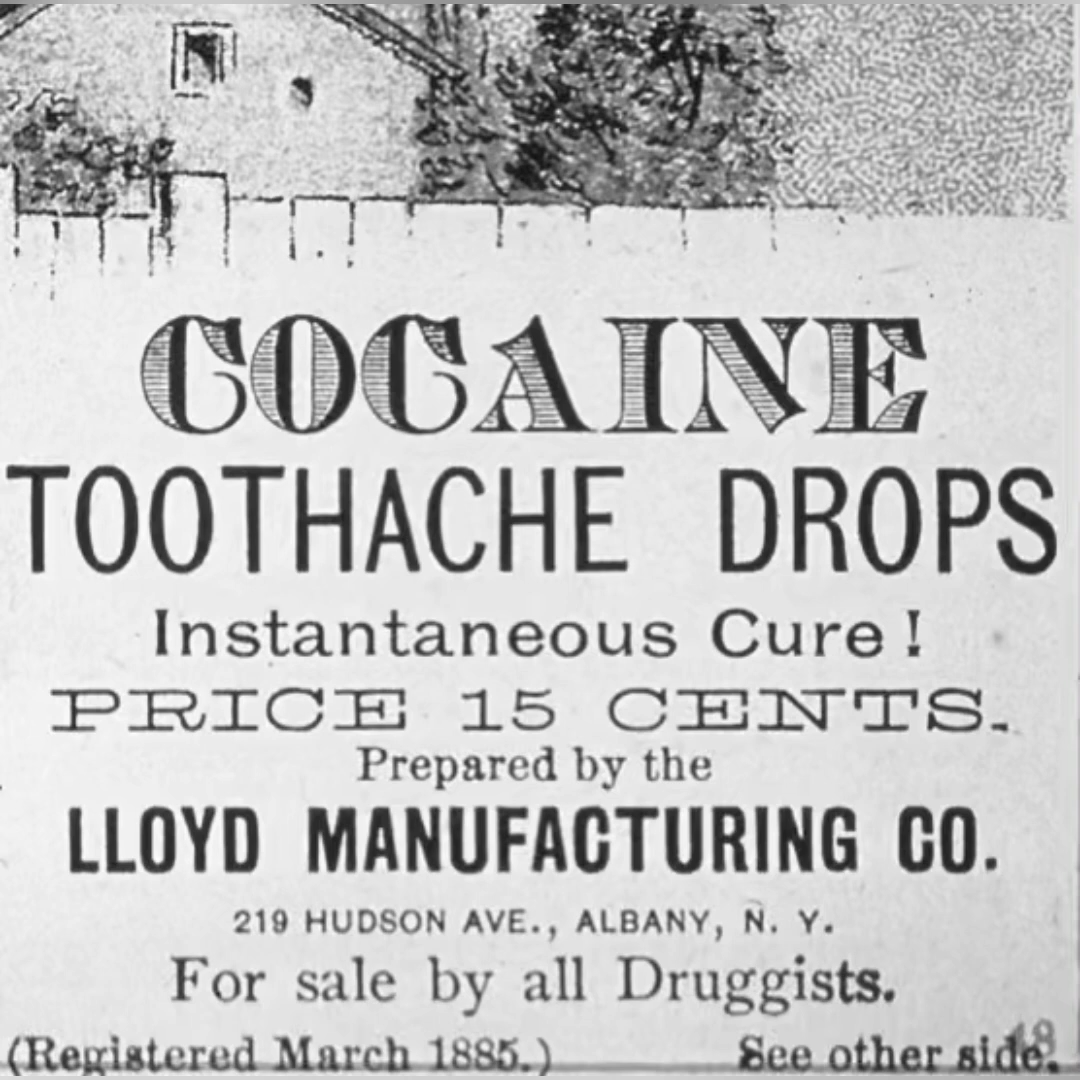 COCAINE
TOOTHACHE DROPS
Instantaneous Cure!
PRICE 15 CENTS.
Prepared by the
LLOYD MANUFACTURING CO.
219 HUDSON AVE., ALBANY, N. Y.
For sale by all Druggists.
(Registered March 1885.) See other side.
48